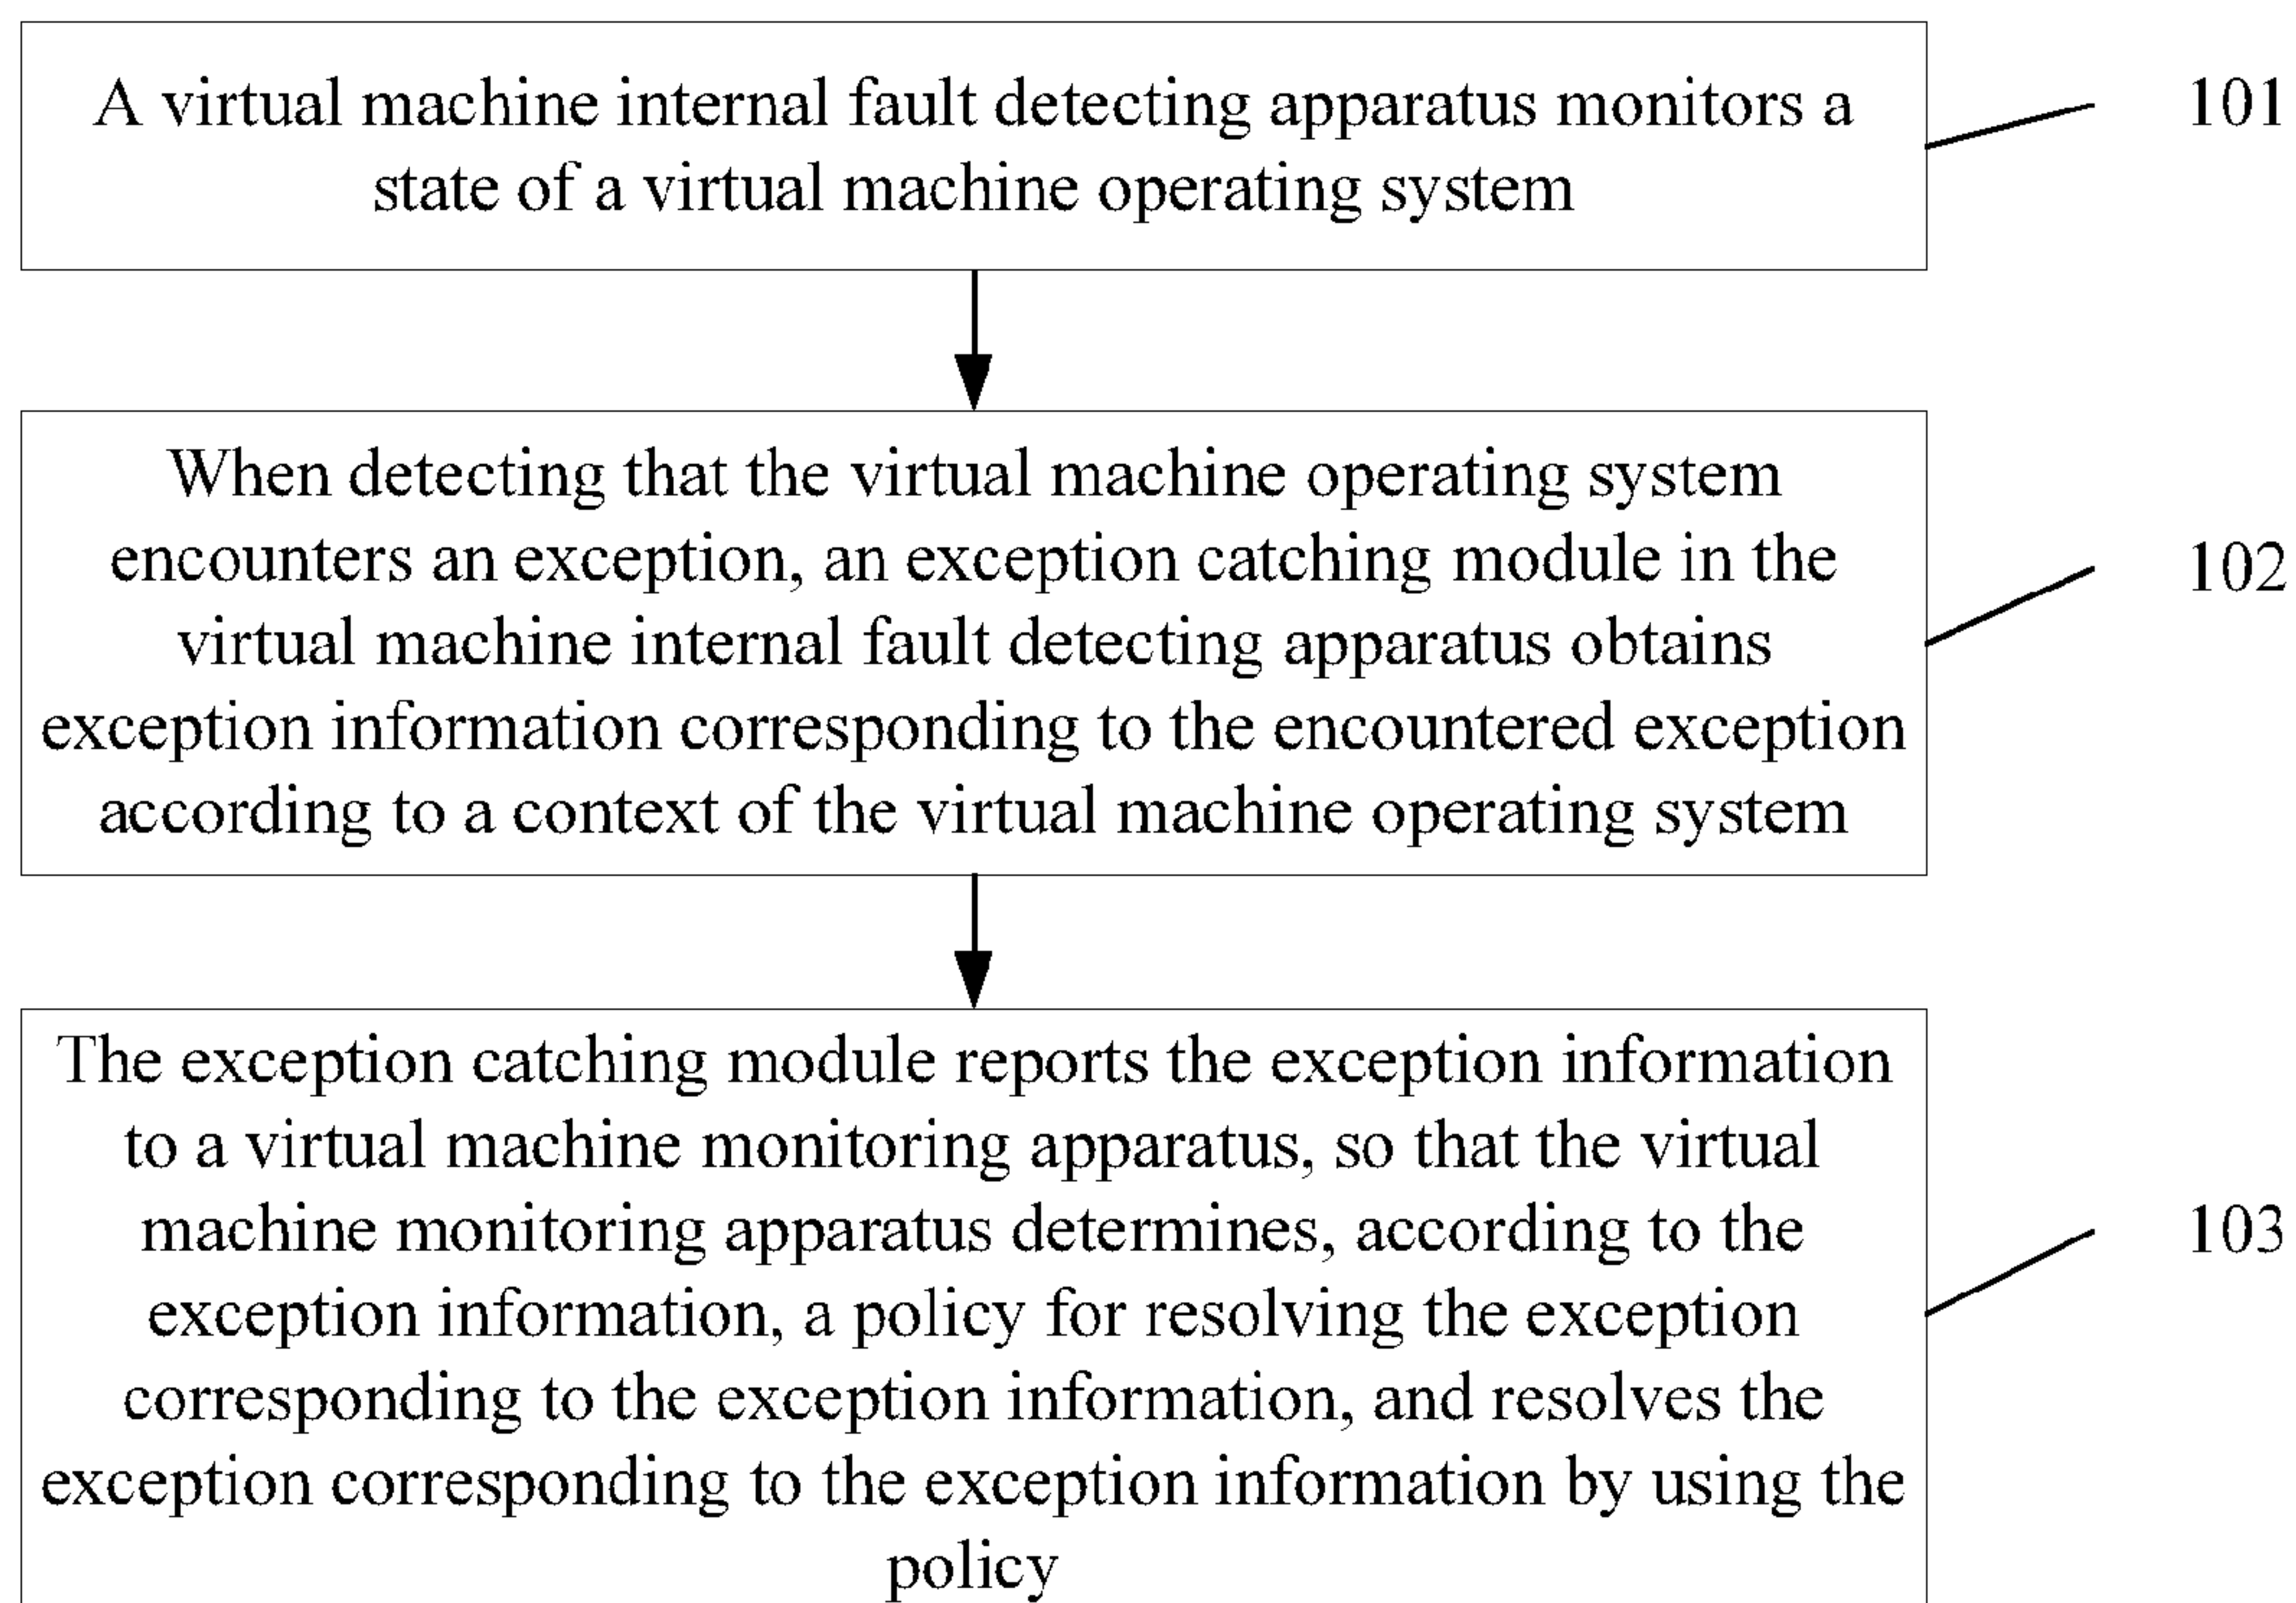 A virtual machine internal fault detecting apparatus monitors a
state of a virtual machine operating system
101
When detecting that the virtual machine operating system
encounters an exception, an exception catching module in the
virtual machine internal fault detecting apparatus obtains
exception information corresponding to the encountered exception
according to a context of the virtual machine operating system
102
The exception catching module reports the exception information
to a virtual machine monitoring apparatus, so that the virtual
machine monitoring apparatus determines, according to the
exception information, a policy for resolving the exception
corresponding to the exception information, and resolves the
exception corresponding to the exception information by using the
policy
103